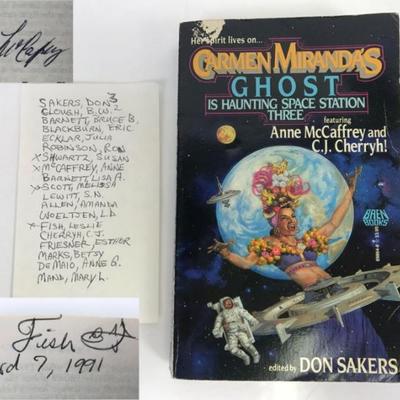 McCaffrey
SAKERS, DON 3
CLOUGH, B.W.
BARNETT, BRUCE B.
BLACKBURN, ERIC
ECKLAR, JULIA
ROBINSON, RON
X SHWARTZ, SUSAN
X McCAFFREY, ANNE
BARNETT, LISA A.
X SCOTT, MELISSA
LEWITT, S.N.
ALLEN, AMANDA
WOELTJEN, L.D.
X FISH, LESLIE
CHERRYH, C.J.
FRIESNER, ESTHER
MARKS, BETSY
DEMAIO, ANNE G.
MAND, MARY L.
Fish
7, 1991
Her spirit lives on...
CARMEN MIRANDA'S
GHOST
IS HAUNTING SPACE STATION
THREE
featuring
Anne McCaffrey and
C.J. Cherryh!
BAEN
BOOKS
edited by DON SAKERS